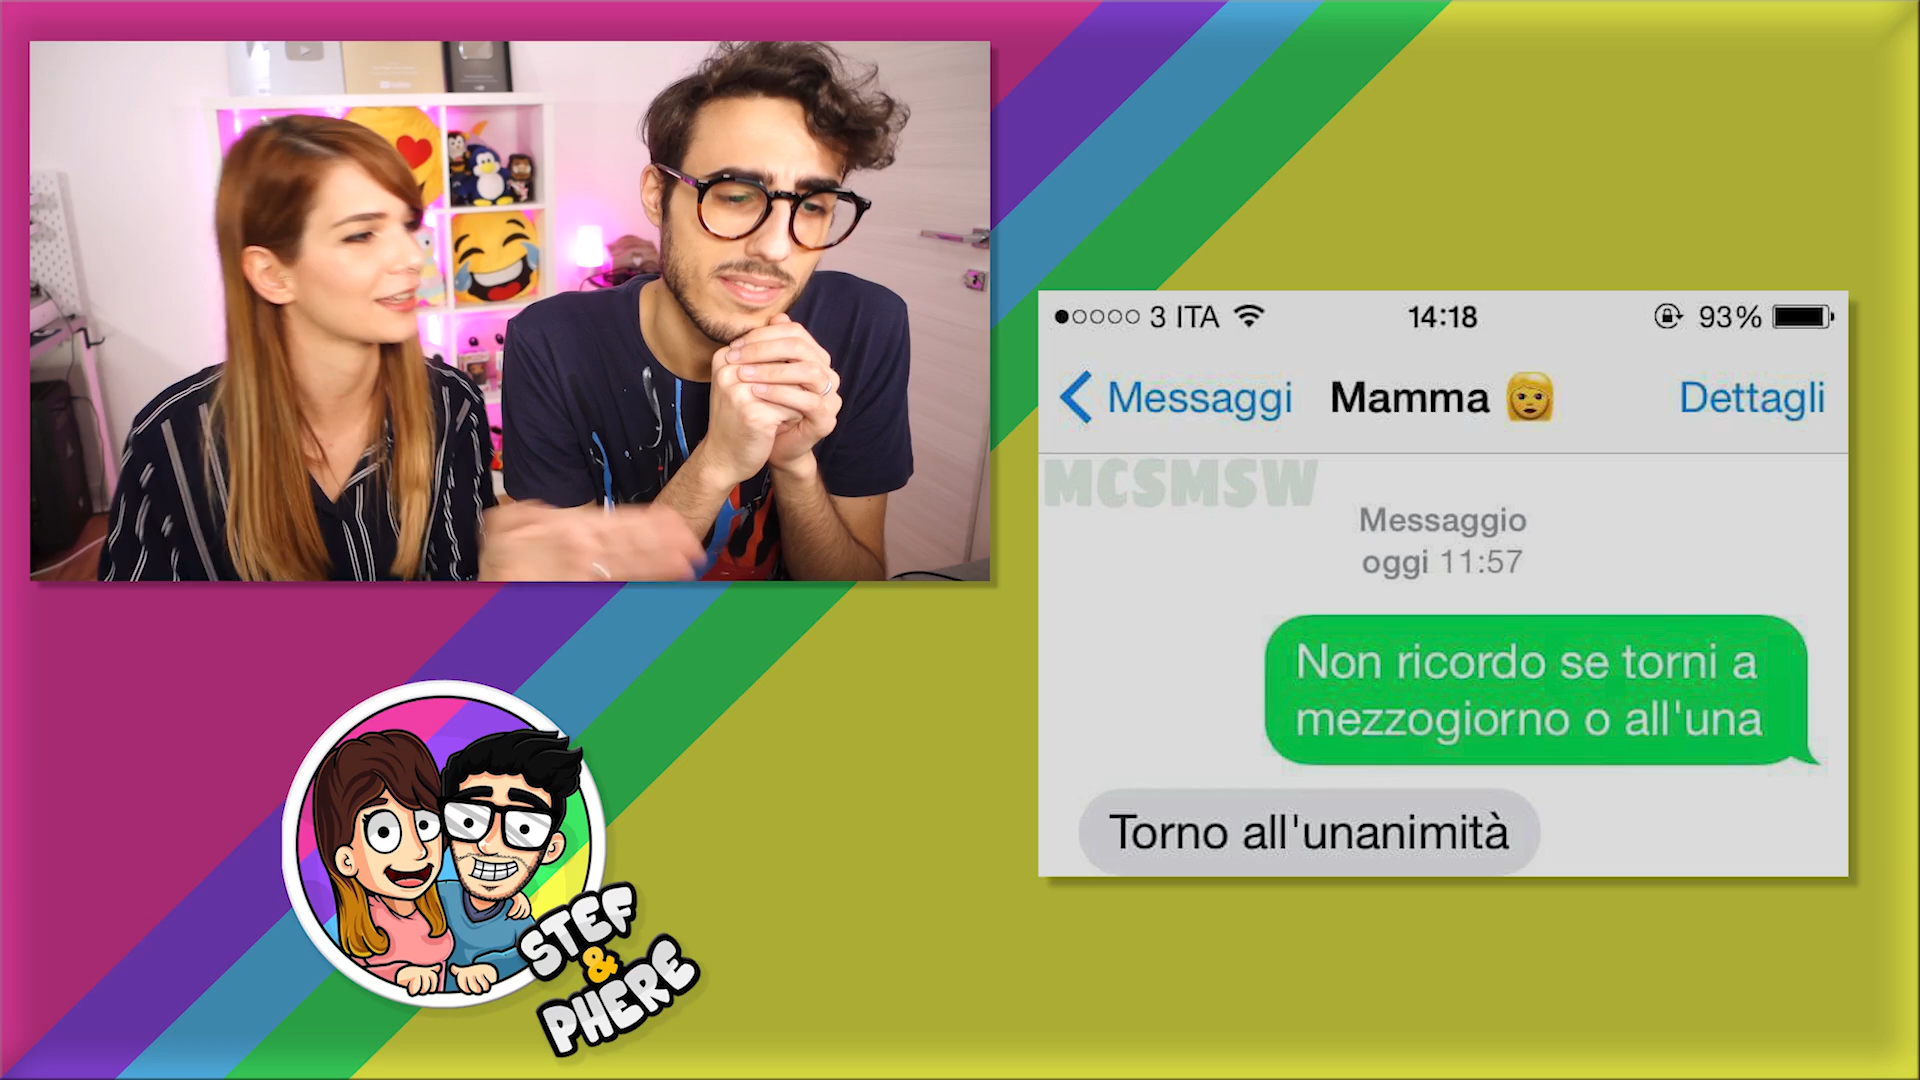 3 ITA
14:18
93%
Messaggi
Mamma
Dettagli
MCSMSW
Messaggio
oggi 11:57
Non ricordo se torni a
mezzogiorno o all'una
Torno all'unanimità
STEF
&
PHERE